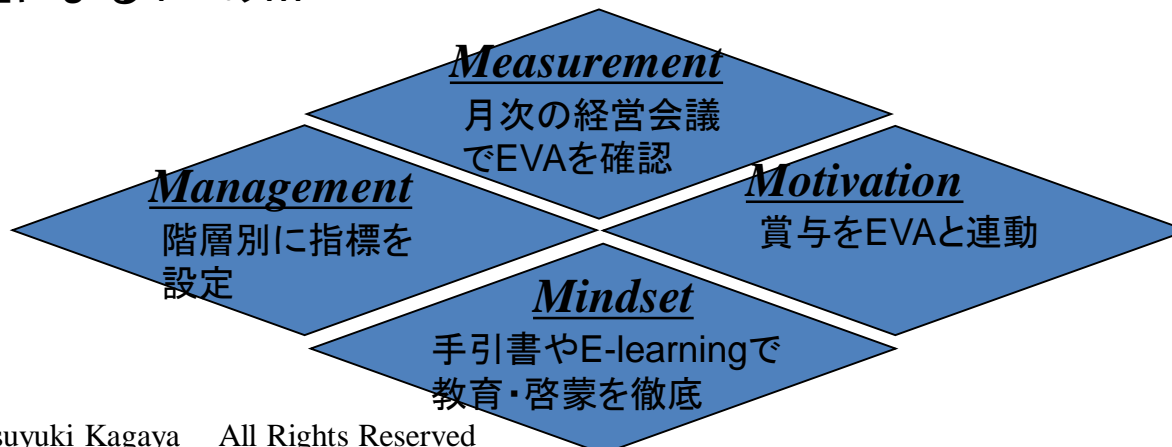 Measurement
月次の経営会議
でEVAを確認
Management
階層別に指標を
設定
Motivation
賞与をEVAと連動
Mindset
手引書やE-learningで
教育・啓蒙を徹底
suyuki Kagaya All Rights Reserved